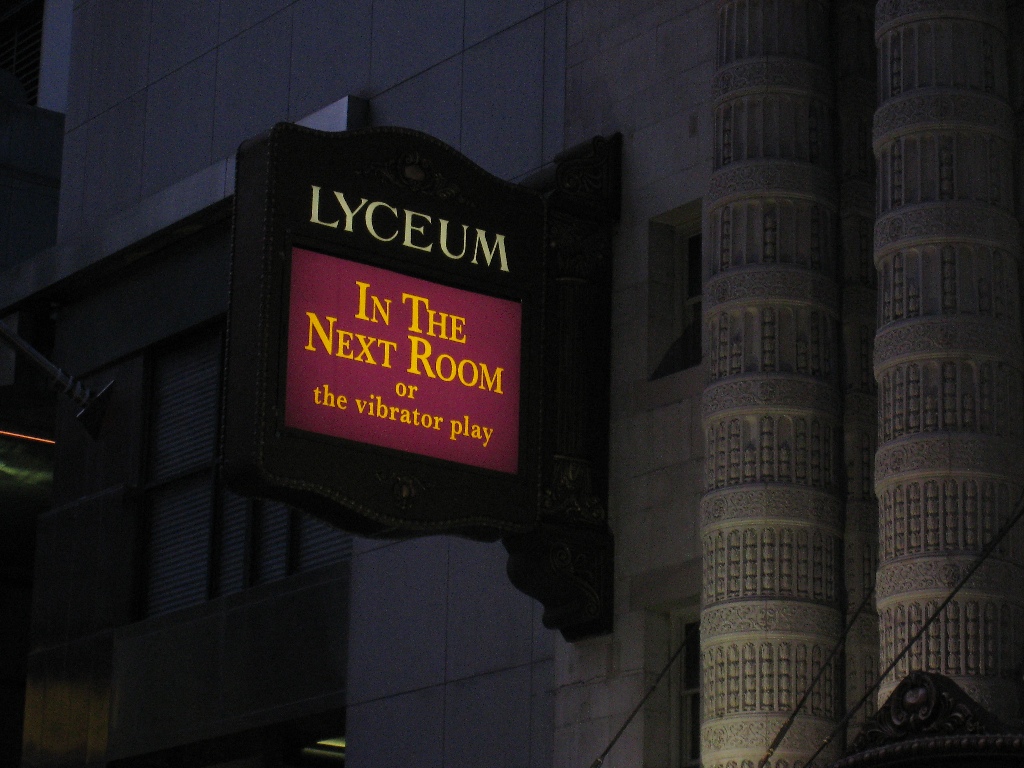 LYCEUM
IN THE
NEXT ROOM
or
the vibrator play